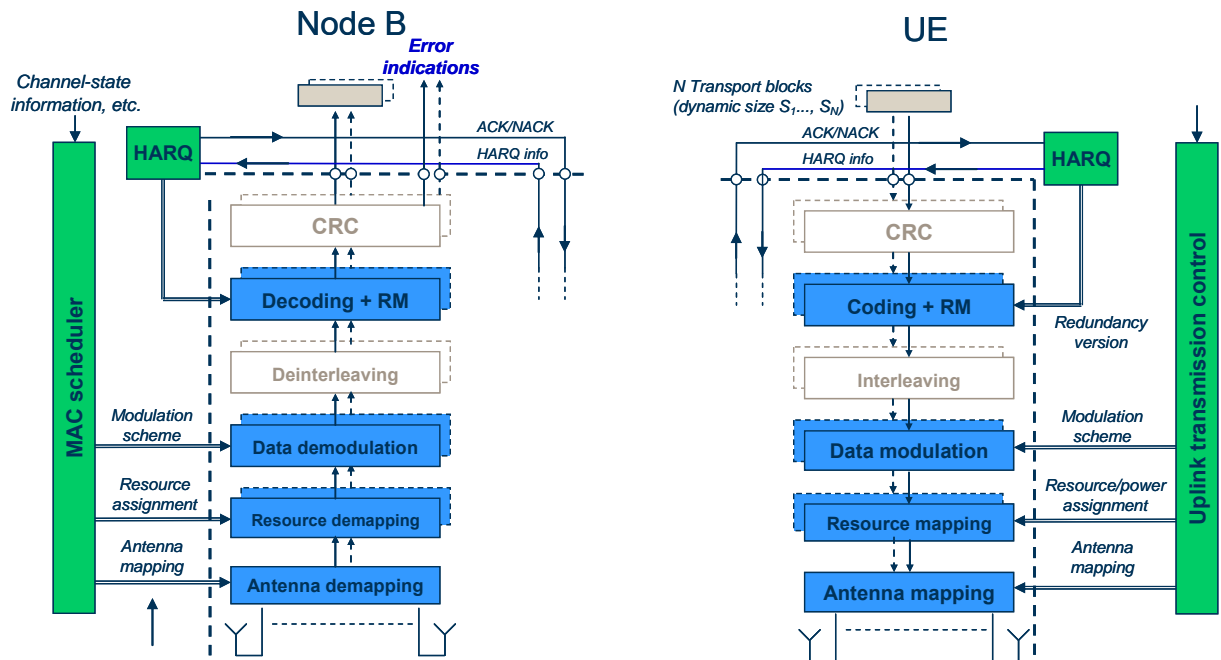 Node B
UE
Error
indications
Channel-state
information, etc.
N Transport blocks
(dynamic size S1..., SN)
ACK/NACK
HARQ
HARQ info
ACK/NACK
HARQ info
HARQ
CRC
CRC
Decoding + RM
Coding + RM
Redundancy
version
Deinterleaving
Interleaving
MAC scheduler
Uplink transmission control
Modulation
scheme
Data demodulation
Data modulation
Modulation
scheme
Resource
assignment
Resource demapping
Resource mapping
Resource/power
assignment
Antenna
mapping
Antenna demapping
Antenna mapping
Antenna
mapping